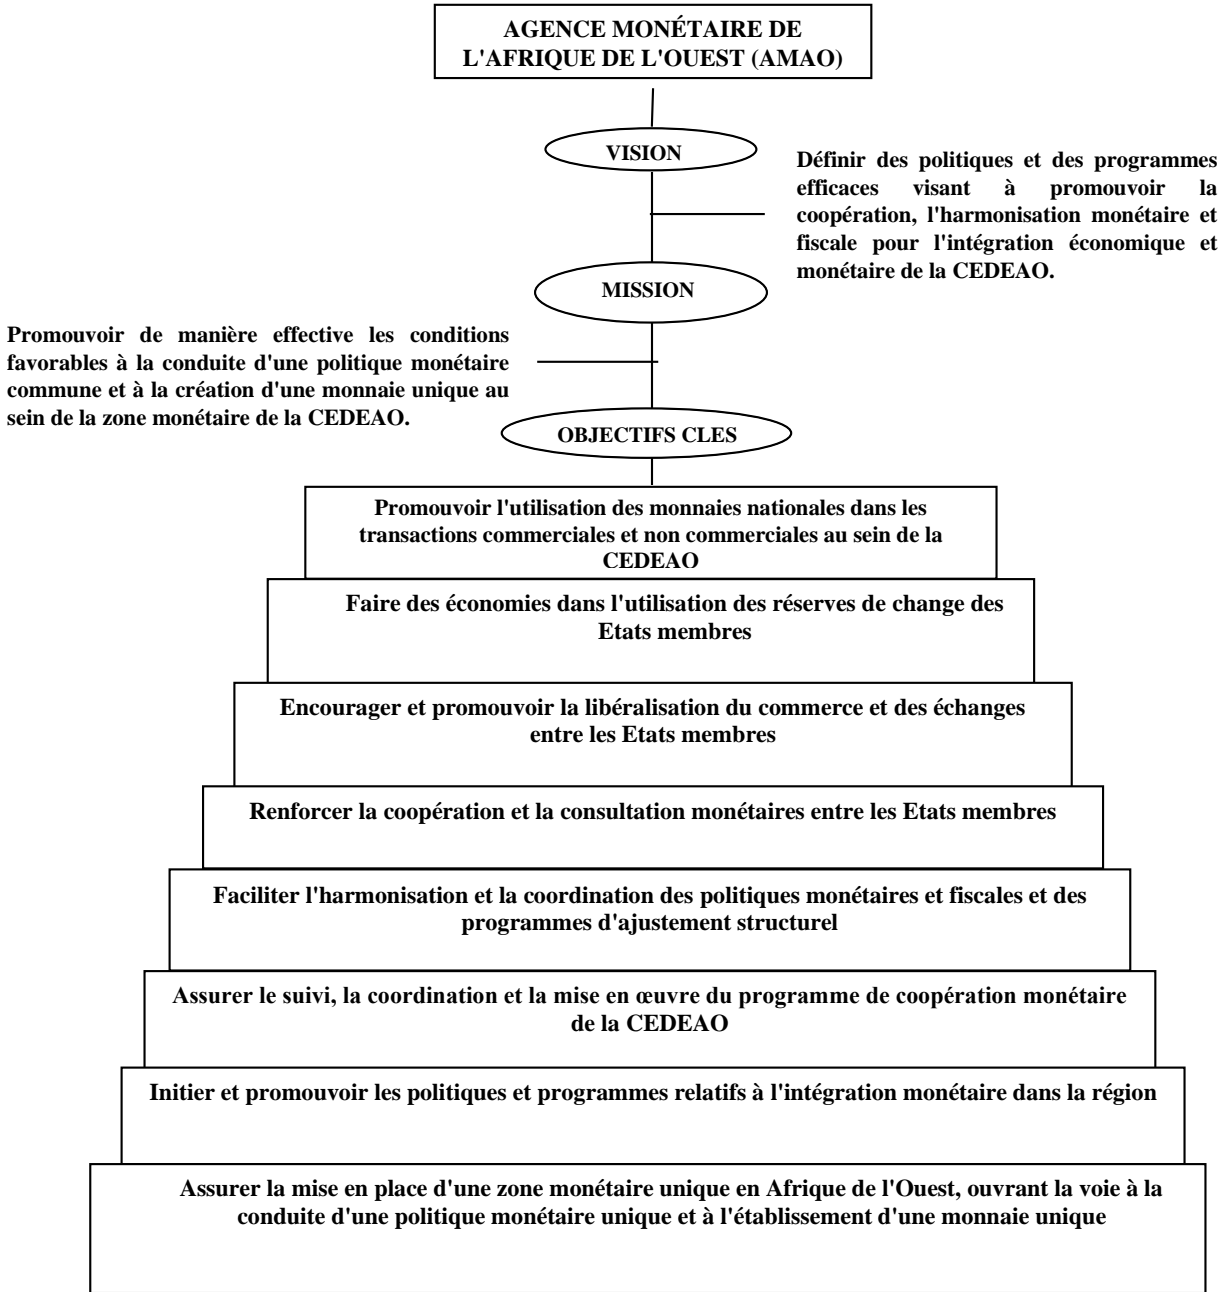 AGENCE MONÉTAIRE DE
L'AFRIQUE DE L'OUEST (AMAO)
VISION
Définir des politiques et des programmes
efficaces visant à promouvoir la
coopération, l'harmonisation monétaire et
fiscale pour l'intégration économique et
monétaire de la CEDEAO.
MISSION
Promouvoir de manière effective les conditions
favorables à la conduite d'une politique monétaire
commune et à la création d'une monnaie unique au
sein de la zone monétaire de la CEDEAO.
OBJECTIFS CLES
Promouvoir l'utilisation des monnaies nationales dans les
transactions commerciales et non commerciales au sein de la
CEDEAO
Faire des économies dans l'utilisation des réserves de change des
Etats membres
Encourager et promouvoir la libéralisation du commerce et des échanges
entre les Etats membres
Renforcer la coopération et la consultation monétaires entre les Etats membres
Faciliter l'harmonisation et la coordination des politiques monétaires et fiscales et des
programmes d'ajustement structurel
Assurer le suivi, la coordination et la mise en œuvre du programme de coopération monétaire
de la CEDEAO
Initier et promouvoir les politiques et programmes relatifs à l'intégration monétaire dans la région
Assurer la mise en place d'une zone monétaire unique en Afrique de l'Ouest, ouvrant la voie à la
conduite d'une politique monétaire unique et à l'établissement d'une monnaie unique